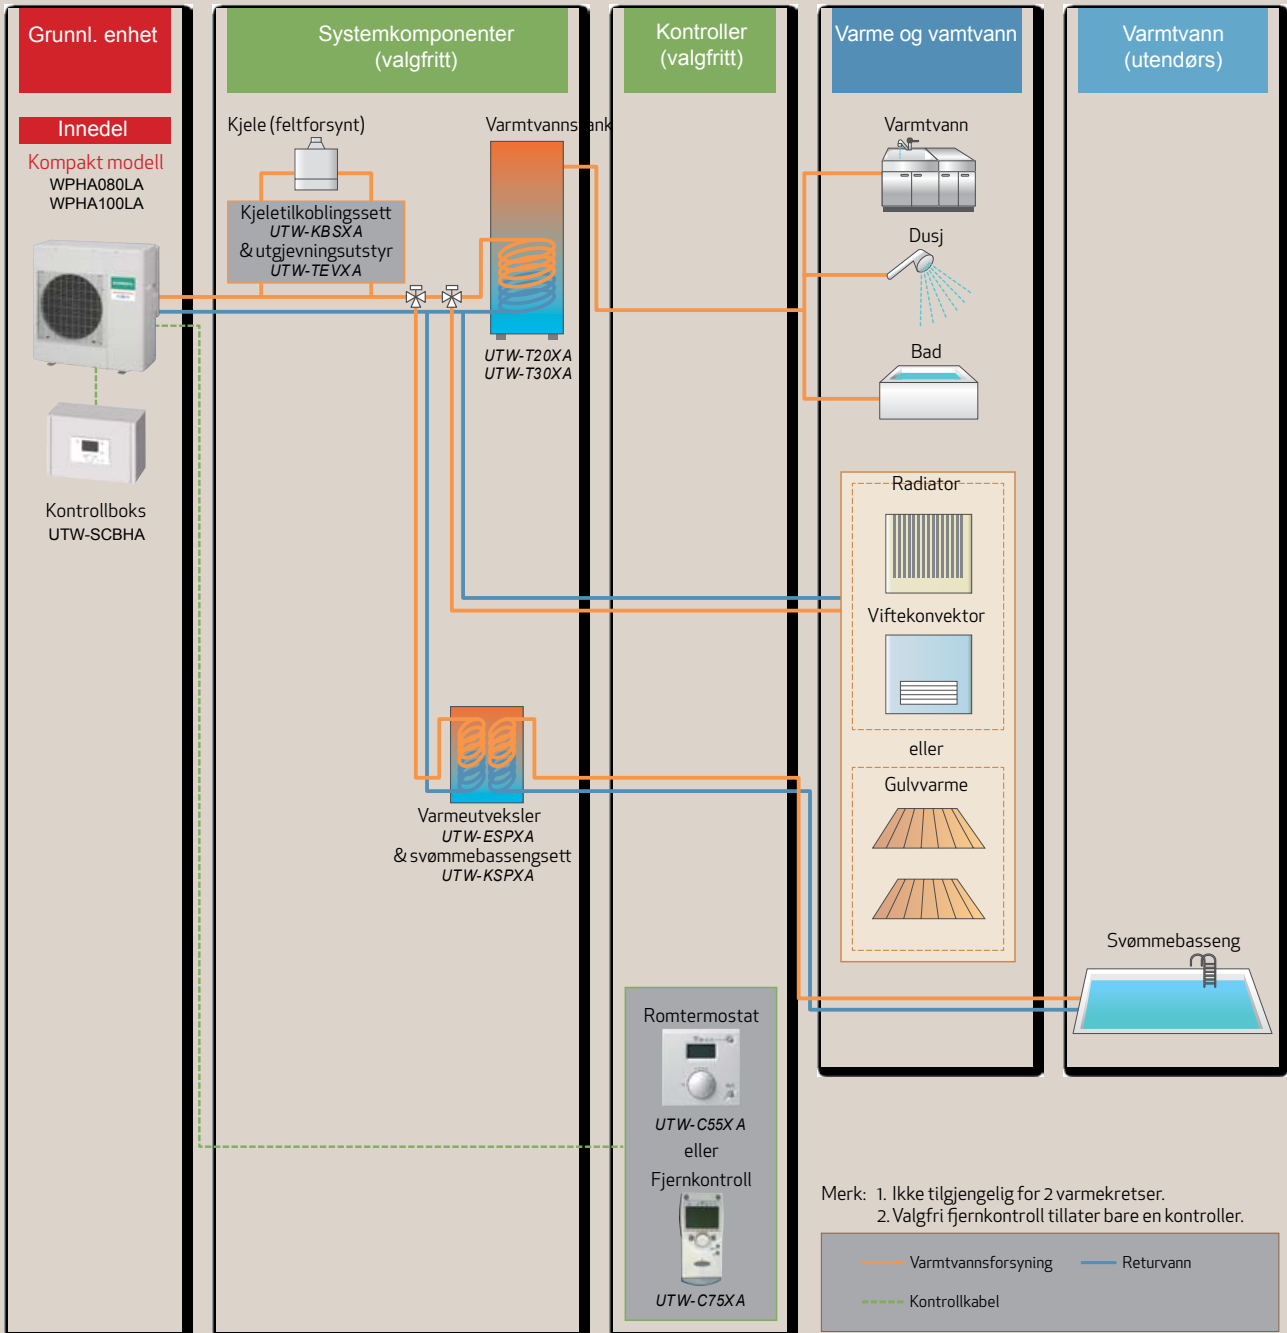 Grunnl. enhet
Innedel
Kompakt modell
WPHA080LA
WPHA100LA
Kontrollboks
UTW-SCBHA
Systemkomponenter
(valgfritt)
Kjele (feltforsynt)
Kjeletilkoblingssett
UTW-KBSXA
& utgjevningsutstyr
UTW-TEVXA
Varmtvannstank
UTW-T20XA
UTW-T30XA
Varmeutveksler
UTW-ESPXA
& svømmebassengsett
UTW-KSPXA
Kontroller
(valgfritt)
Romtermostat
UTW-C55XA
eller
Fjernkontroll
UTW-C75XA
Varme og vamtvann
Varmtvann
Dusj
Bad
Radiator
Viftekonvektor
eller
Gulvvarme
Varmtvann
(utendørs)
Svømmebasseng
Merk: 1. Ikke tilgjengelig for 2 varmekretser.
2. Valgfri fjernkontroll tillater bare en kontroller.
Varmtvannsforsyning
Returvann
Kontrollkabel